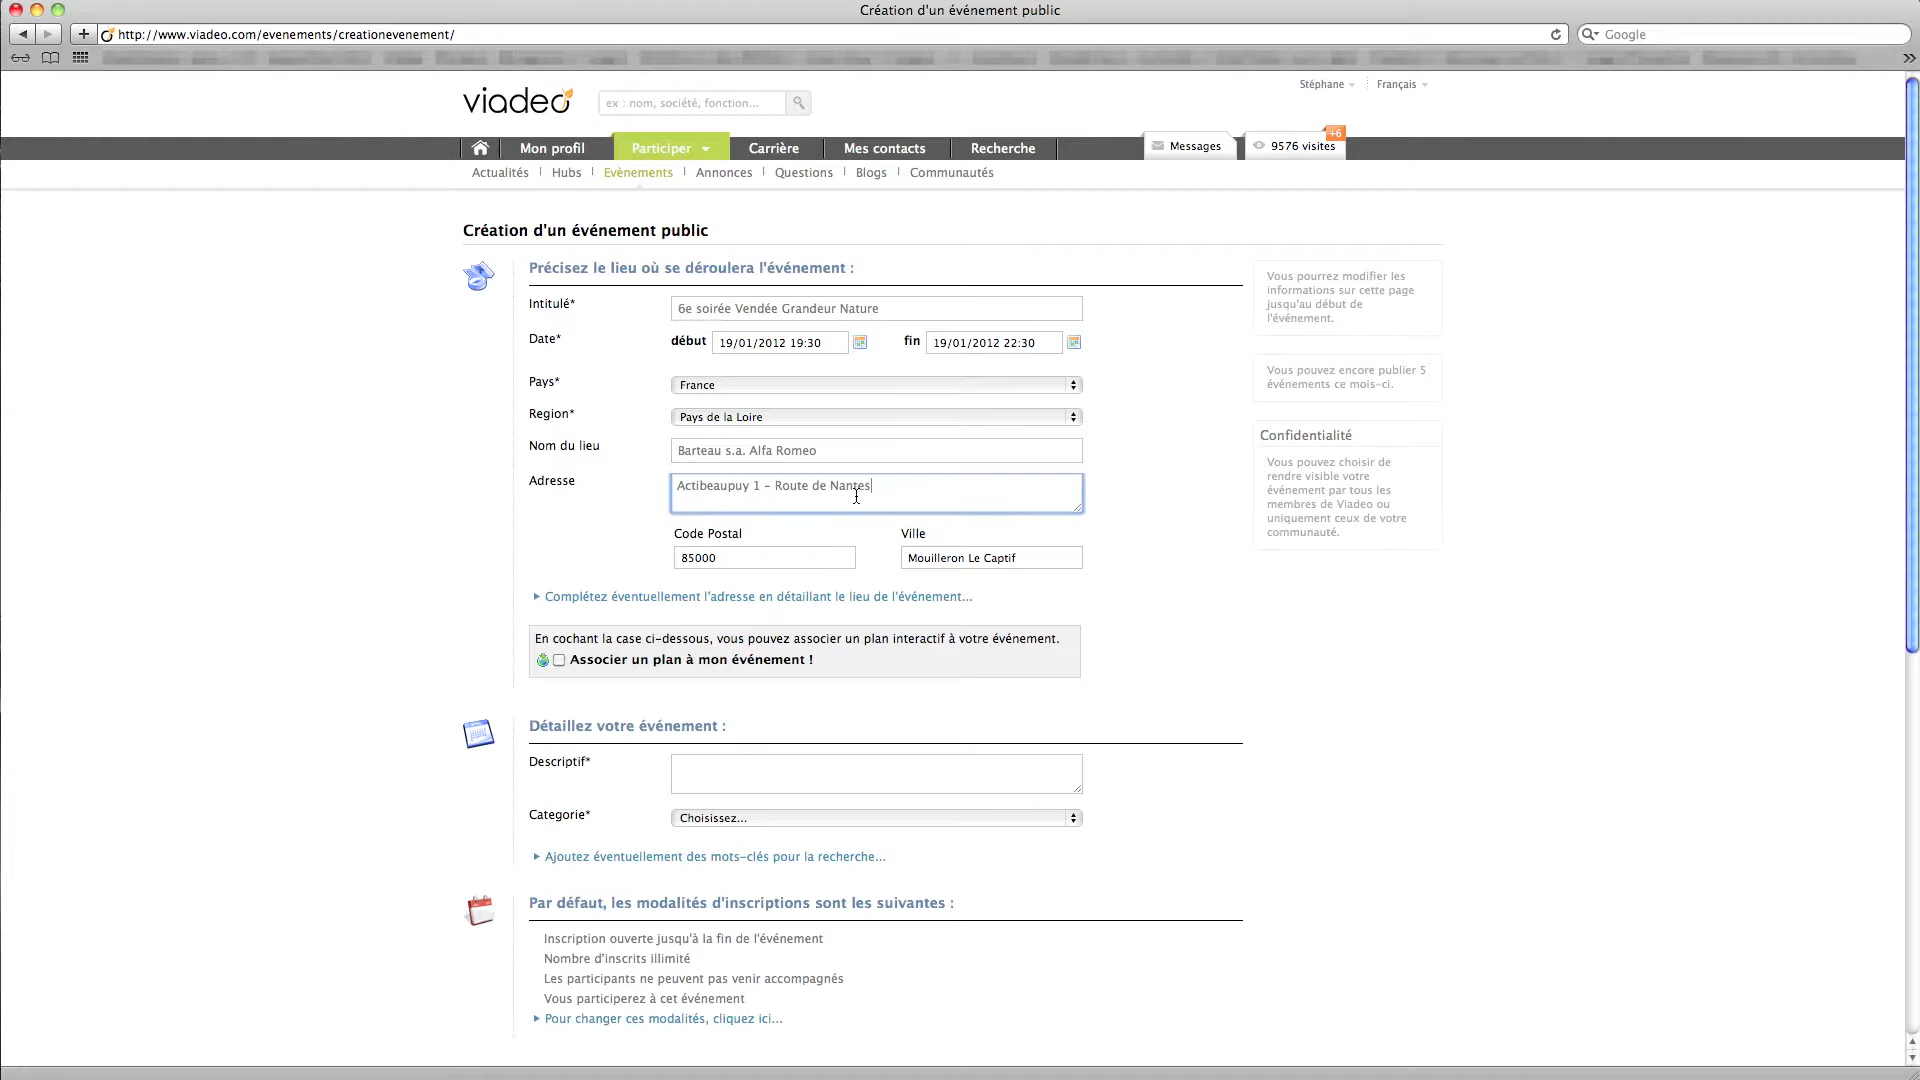 Création d'un événement public
http://www.viadeo.com/evenements/creationevenement/
Google
Stéphane
Français
viadeo
ex : nom, société, fonction...
+6
Mon profil
Participer
Carrière
Mes contacts
Recherche
Messages
9576 visites
Actualités
Hubs
Evènements
Annonces
Questions
Blogs
Communautés
Création d'un événement public
Précisez le lieu où se déroulera l'événement :
Intitulé*
6e soirée Vendée Grandeur Nature
Date*
début
19/01/2012 19:30
fin
19/01/2012 22:30
Pays*
France
Region*
Pays de la Loire
Nom du lieu
Barteau s.a. Alfa Romeo
Adresse
Actibeaupuy 1 - Route de Nantes
Code Postal
Ville
85000
Mouilleron Le Captif
Complétez éventuellement l'adresse en détaillant le lieu de l'événement...
En cochant la case ci-dessous, vous pouvez associer un plan interactif à votre événement.
Associer un plan à mon événement !
Détaillez votre événement :
Descriptif*
Categorie*
Choisissez...
Ajoutez éventuellement des mots-clés pour la recherche...
Par défaut, les modalités d'inscriptions sont les suivantes :
Inscription ouverte jusqu'à la fin de l'événement
Nombre d'inscrits illimité
Les participants ne peuvent pas venir accompagnés
Vous participerez à cet événement
Pour changer ces modalités, cliquez ici...
Vous pourrez modifier les
informations sur cette page
jusqu'au début de
l'événement.
Vous pouvez encore publier 5
événements ce mois-ci.
Confidentialité
Vous pouvez choisir de
rendre visible votre
événement par tous les
membres de Viadeo ou
uniquement ceux de votre
communauté.